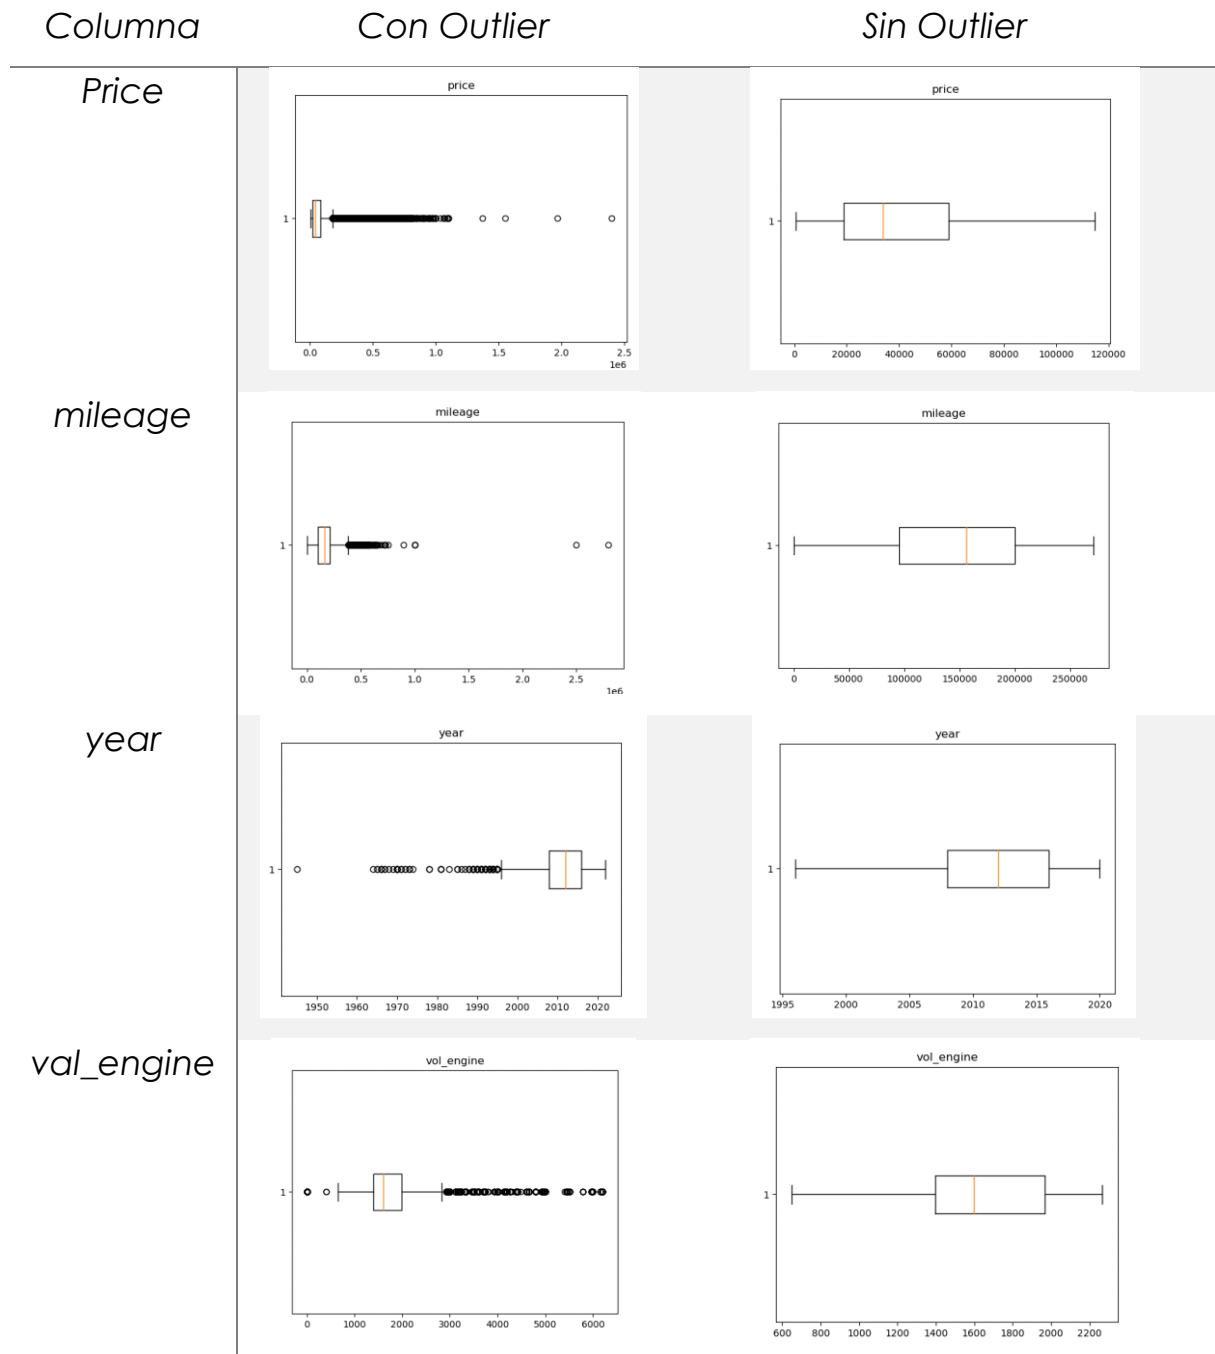 Columna Con Outlier Sin Outlier
Price
price
1
0.0 0.5 1.0 1.5 2.0 2.5
1e6
price
1
0 20000 40000 60000 80000 100000 120000
mileage
mileage
1
0.0 0.5 1.0 1.5 2.0 2.5
1e6
mileage
1
0 50000 100000 150000 200000 250000
year
year
1
1950 1960 1970 1980 1990 2000 2010 2020
year
1
1995 2000 2005 2010 2015 2020
val_engine
vol_engine
1
0 1000 2000 3000 4000 5000 6000
vol_engine
1
600 800 1000 1200 1400 1600 1800 2000 2200